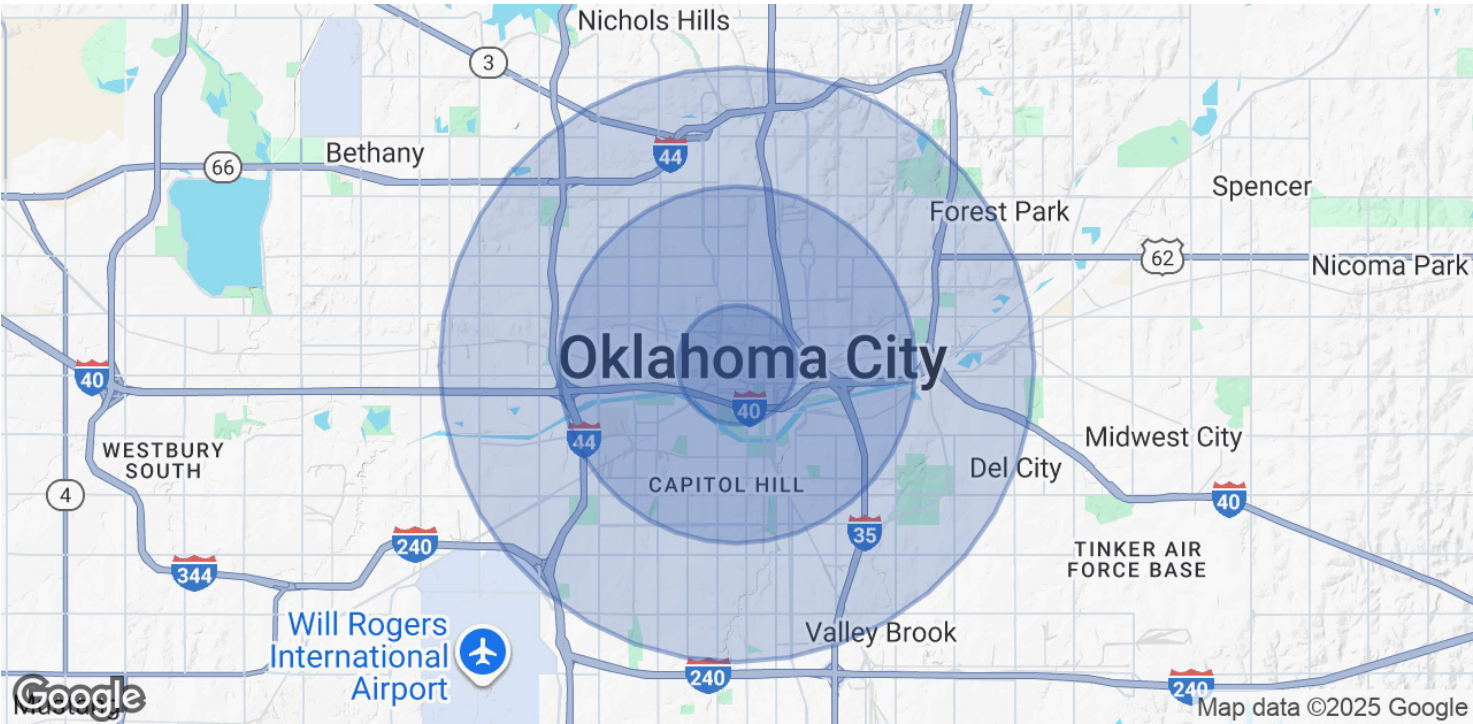 Nichols Hills
3
44
Bethany
66
Spencer
Forest Park
62
Nicoma Park
Oklahoma City
40
40
44
Midwest City
WESTBURY
SOUTH
Del City
CAPITOL HILL
4
40
35
240
TINKER AIR
FORCE BASE
344
Will Rogers
International
Airport
Valley Brook
240
240
Mustang
Google
Map data ©2025 Google